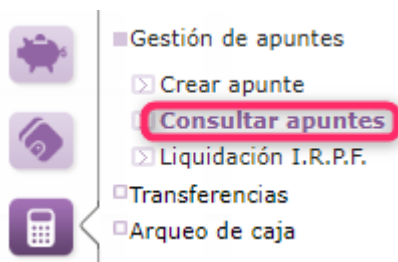 Gestión de apuntes
Crear apunte
Consultar apuntes
Liquidación I.R.P.F.
Transferencias
Arqueo de caja